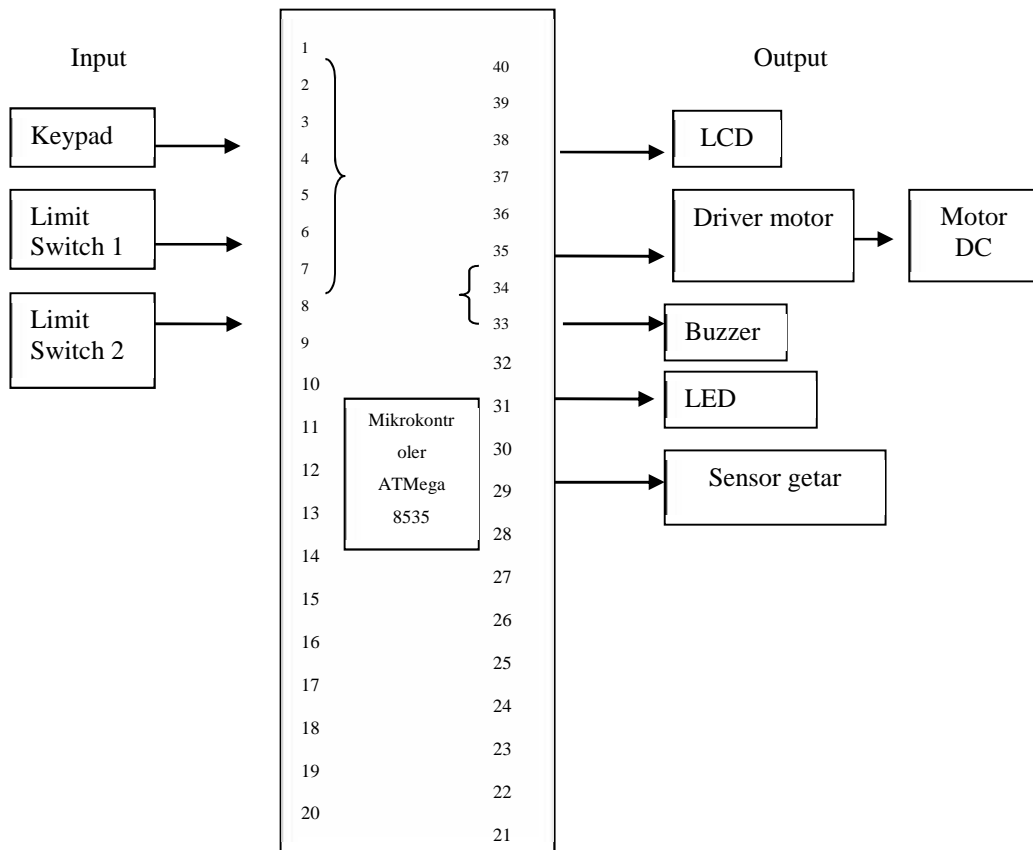 Input
Output
Keypad
Limit
Switch 1
Limit
Switch 2
1
2
3
4
5
6
7
8
9
10
11
12
13
14
15
16
17
18
19
20
Mikrokontr
oler
ATMega
8535
40
39
38
37
36
35
34
33
32
31
30
29
28
27
26
25
24
23
22
21
LCD
Driver motor
Motor
DC
Buzzer
LED
Sensor getar